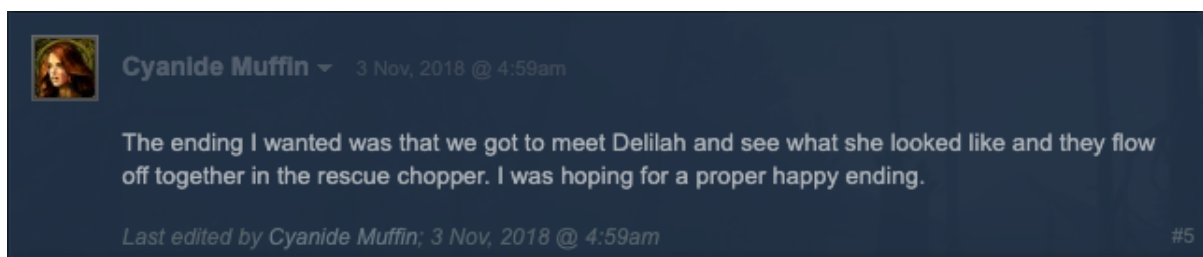 Cyanide Muffin 3 Nov, 2018 @ 4:59am
The ending I wanted was that we got to meet Delilah and see what she looked like and they flow
off together in the rescue chopper. I was hoping for a proper happy ending.
Last edited by Cyanide Muffin; 3 Nov, 2018 @ 4:59am
#5